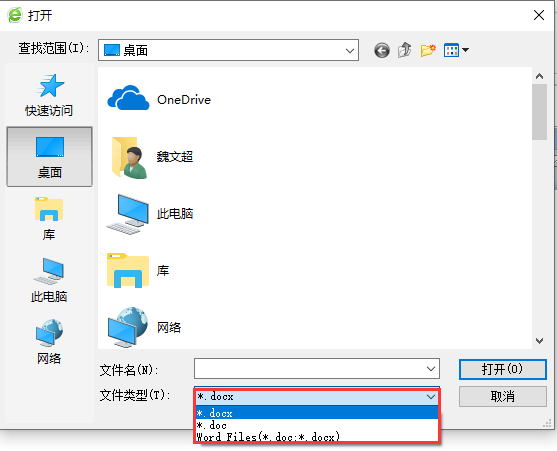 打开
查找范围(I): 桌面
快速访问
桌面
库
此电脑
网络
OneDrive
魏文超
此电脑
库
网络
文件名(N): 打开(O)
文件类型(T): *.docx 取消
*.docx
*.doc
Word Files(*.doc;*.docx)